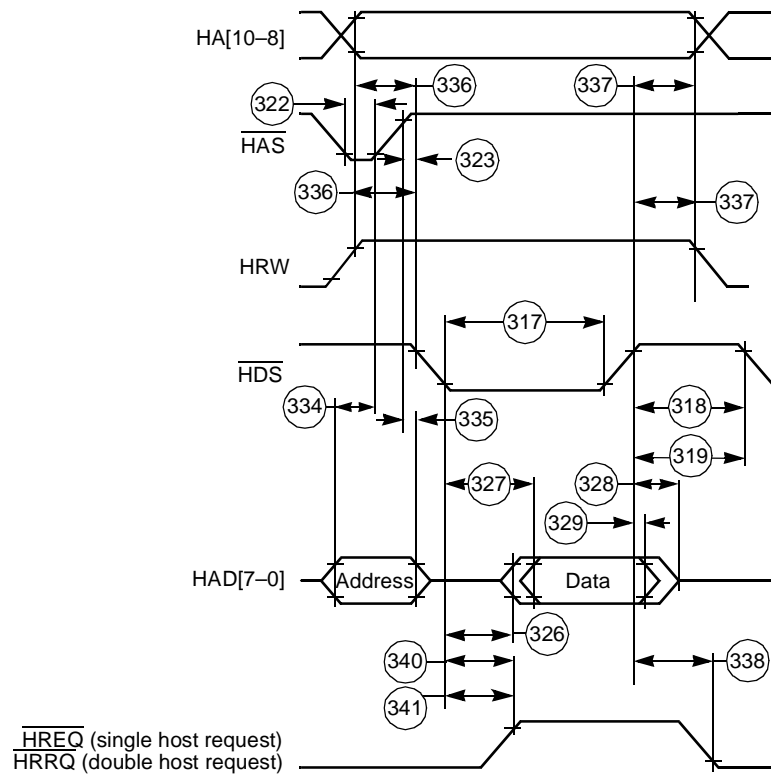 HA[10–8]
336
337
322
HAS
323
336
337
HRW
317
HDS
334
335
318
319
327
328
329
HAD[7–0]
Address
Data
326
340
338
341
HREQ (single host request)
HRRQ (double host request)